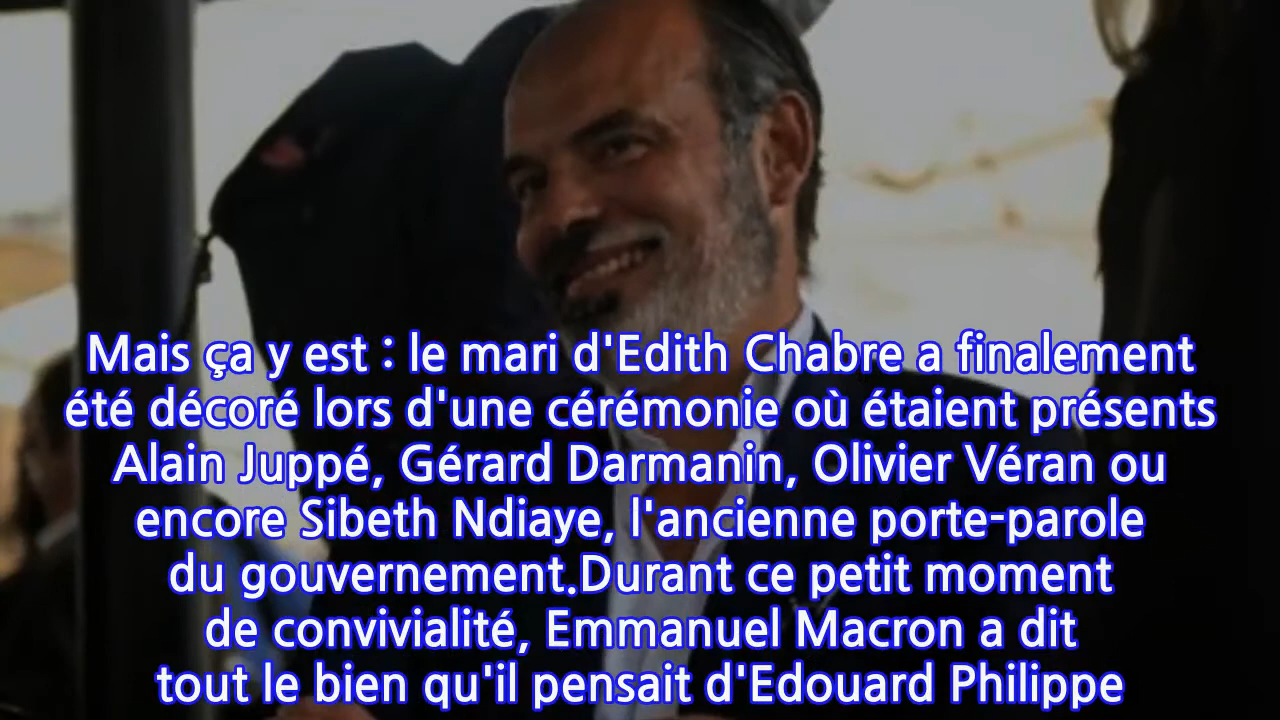 Mais ça y est : le mari d'Edith Chabre a finalement
été décoré lors d'une cérémonie où étaient présents
Alain Juppé, Gérard Darmanin, Olivier Véran ou
encore Sibeth Ndiaye, l'ancienne porte-parole
du gouvernement.Durant ce petit moment
de convivialité, Emmanuel Macron a dit
tout le bien qu'il pensait d'Edouard Philippe